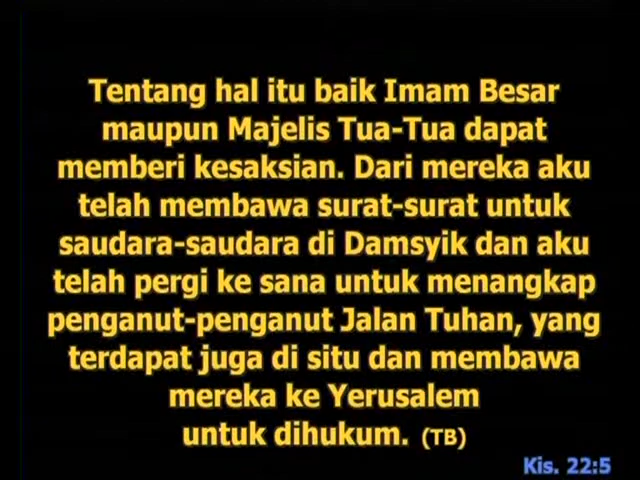 Tentang hal itu baik Imam Besar
maupun Majelis Tua-Tua dapat
memberi kesaksian. Dari mereka aku
telah membawa surat-surat untuk
saudara-saudara di Damsyik dan aku
telah pergi ke sana untuk menangkap
penganut-penganut Jalan Tuhan, yang
terdapat juga di situ dan membawa
mereka ke Yerusalem
untuk dihukum. (TB)
Kis. 22:5